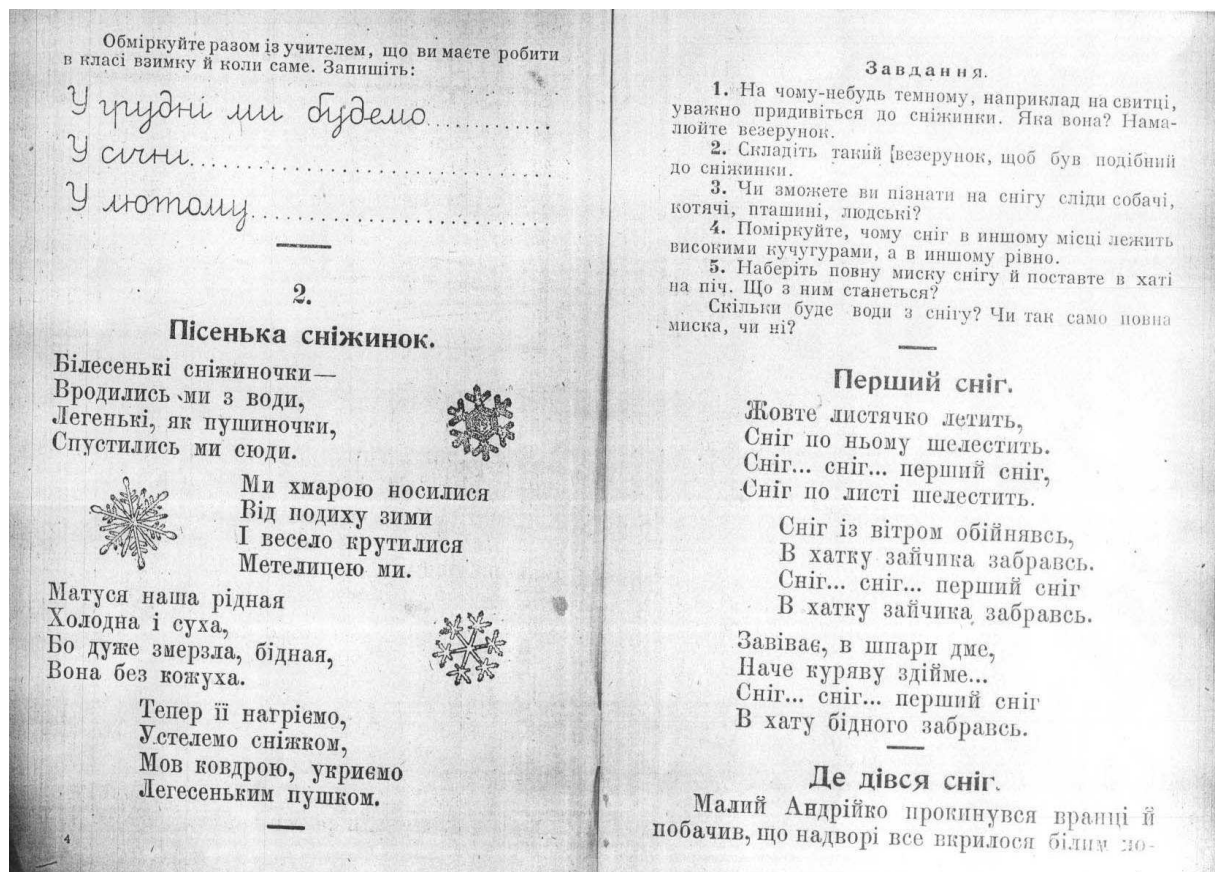 Обміркуйте разом із учителем, що ви маєте робити
в класі взимку й коли саме. Запишіть:
У грудні ми будемо..............
У січні..............................
У лютому..........................
2.
Пісенька сніжинок.
Білесенькі сніжиночки—
Вродились ми з води,
Легенькі, як пушиночки,
Спустились ми сюди.
Ми хмарою носилися
Від подиху зими
І весело крутилися
Метелицею ми.
Матуся наша рідная
Холодна і суха,
Бо дуже змерзла, бідная,
Вона без кожуха.
Тепер її нагріємо,
Устелемо сніжком,
Мов ковдрою, укриємо
Легесеньким пушком.
4
Завдання.
1. На чому-небудь темному, наприклад на свитці,
уважно придивіться до сніжинки. Яка вона? Нама-
люйте везерунок.
2. Складіть такий [везерунок, щоб був подібний
до сніжинки.
3. Чи зможете ви пізнати на снігу сліди собачі,
котячі, пташині, людські?
4. Поміркуйте, чому сніг в иншому місці лежить
високими кучугурами, а в иншому рівно.
5. Наберіть повну миску снігу й поставте в хаті
на піч. Що з ним станеться?
Скільки буде води з снігу? Чи так само повна
миска, чи ні?
Перший сніг.
Жовте листячко летить,
Сніг по ньому шелестить.
Сніг... сніг... перший сніг,
Сніг по листі шелестить.
Сніг із вітром обійнявсь,
В хатку зайчика забравсь.
Сніг... сніг... перший сніг
В хатку зайчика забравсь.
Завіває, в шпари дме,
Наче куряву здійме...
Сніг... сніг... перший сніг
В хату бідного забравсь.
Де дівся сніг.
Малий Андрійко прокинувся вранці й
побачив, що надворі все вкрилося білим по-